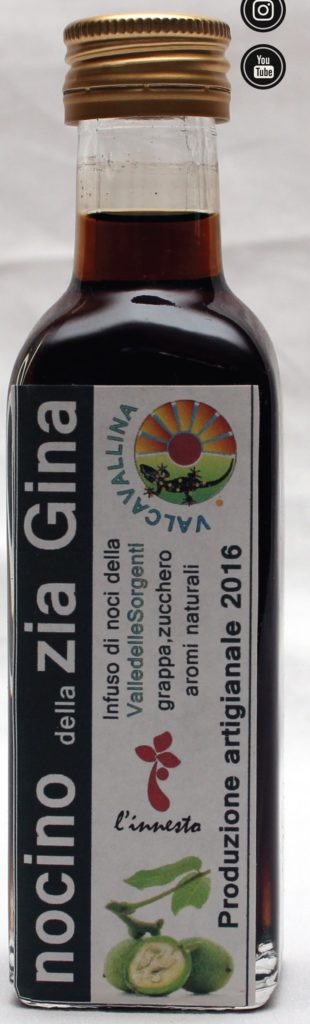 You
Tube
nocino della zia Gina
VALCAVALLINA
Infuso di noci della
ValledelleSorgenti
grappa,zucchero
aromi naturali
l'innesto
Produzione artigianale 2016